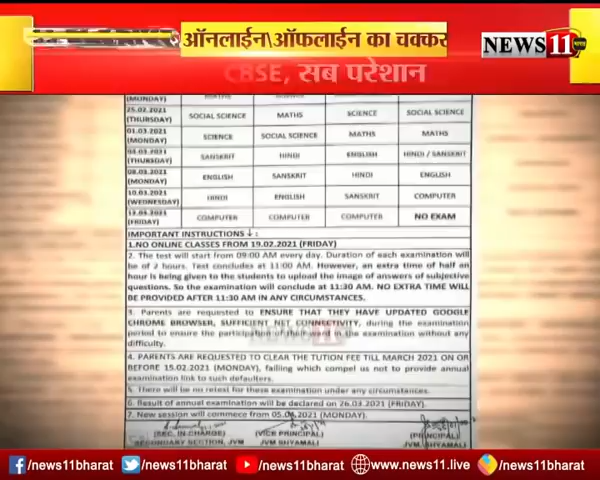 ऑनलाईन\ऑफलाईन का चक्कर
NEWS 11 भारत
CBSE, सब परेशान
(MONDAY) MATHS SCIENCE
25.02.2021 (THURSDAY) SOCIAL SCIENCE MATHS SCIENCE SOCIAL SCIENCE
01.03.2021 (MONDAY) SCIENCE SOCIAL SCIENCE MATHS MATHS
04.03.2021 (THURSDAY) SANSKRIT HINDI ENGLISH HINDI / SANSKRIT
08.03.2021 (MONDAY) ENGLISH SANSKRIT HINDI ENGLISH
10.03.2021 (WEDNESDAY) HINDI ENGLISH SANSKRIT COMPUTER
12.03.2021 (FRIDAY) COMPUTER COMPUTER COMPUTER NO EXAM
IMPORTANT INSTRUCTIONS ↓ :
1.NO ONLINE CLASSES FROM 19.02.2021 (FRIDAY)
2. The test will start from 09:00 AM every day. Duration of each examination will
be of 2 hours. Test concludes at 11:00 AM. However, an extra time of half an
hour is being given to the students to upload the image of answers of subjective
questions. So the examination will conclude at 11:30 AM. NO EXTRA TIME WILL
BE PROVIDED AFTER 11:30 AM IN ANY CIRCUMSTANCES.
3. Parents are requested to ENSURE THAT THEY HAVE UPDATED GOOGLE
CHROME BROWSER, SUFFICIENT NET CONNECTIVITY, during the examination
period to ensure the participation of their ward in the examination without any
difficulty.
4. PARENTS ARE REQUESTED TO CLEAR THE TUTION FEE TILL MARCH 2021 ON OR
BEFORE 15.02.2021 (MONDAY), failing which compel us not to provide annual
examination link to such defaulters.
5. There will be no retest for these examination under any circumstances.
6. Result of annual examination will be declared on 26.03.2021 (FRIDAY).
7. New session will commece from 05.04.2021 (MONDAY).
(SEC. IN-CHARGE) (VICE PRINCIPAL) (PRINCIPAL)
SECONDARY SECTION, JVM JVM SHYAMALI JVM, SHYAMALI
/news11bharat /news11bharat /news11bharat www.news11.live @news11bharat